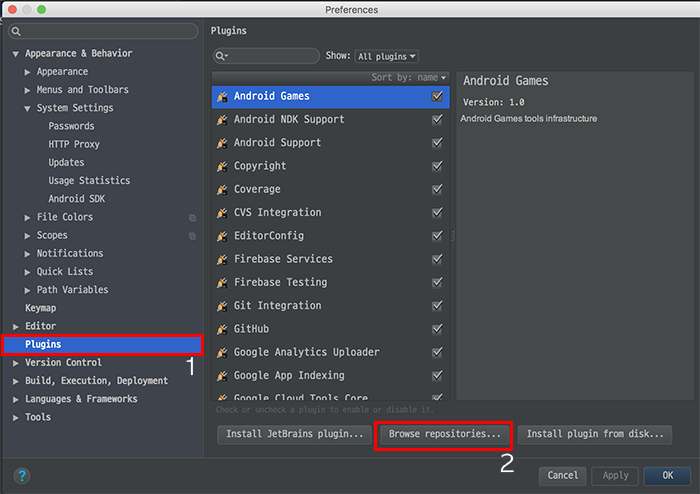 Preferences
Appearance & Behavior
Appearance
Menus and Toolbars
System Settings
Passwords
HTTP Proxy
Updates
Usage Statistics
Android SDK
File Colors
Scopes
Notifications
Quick Lists
Path Variables
Keymap
Editor
Plugins
1
Version Control
Build, Execution, Deployment
Languages & Frameworks
Tools
?
Plugins
Show: All plugins
Sort by: name
Android Games
Android NDK Support
Android Support
Copyright
Coverage
CVS Integration
EditorConfig
Firebase Services
Firebase Testing
Git Integration
GitHub
Google Analytics Uploader
Google App Indexing
Google Cloud Tools Core
Check or uncheck a plugin to enable or disable it.
Install JetBrains plugin... Browse repositories... Install plugin from disk...
2
Android Games
Version: 1.0
Android Games tools infrastructure
Cancel Apply OK